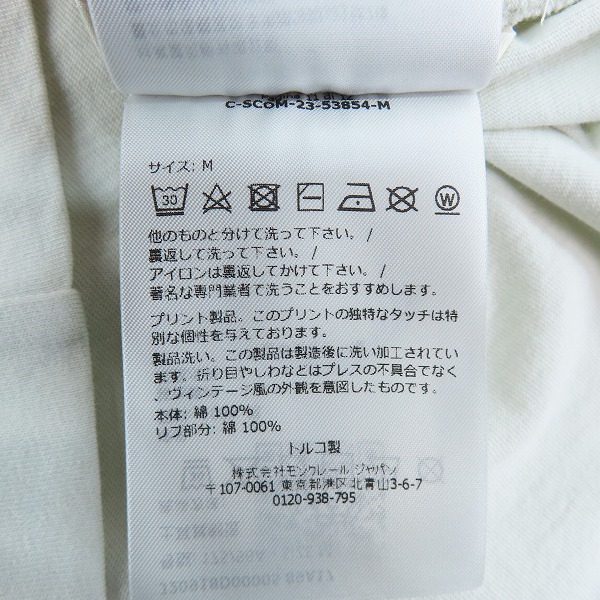 Pagina 11 di 12
C-SCOM-23-53854-M
サイズ: M
30
W
他のものと分けて洗って下さい。 /
裏返して洗って下さい。 /
アイロンは裏返してかけて下さい。 /
著名な専門業者で洗うことをおすすめします。
プリント製品。このプリントの独特なタッチは特
別な個性を与えております。
製品洗い。この製品は製造後に洗い加工されてい
ます。折り目やしわなどはプレスの不具合でなく
、ヴィンテージ風の外観を意図したものです。
本体: 綿 100%
リブ部分: 綿 100%
トルコ製
株式会社モンクレール ジャパン
〒107-0061 東京都港区北青山3-6-7
0120-938-795